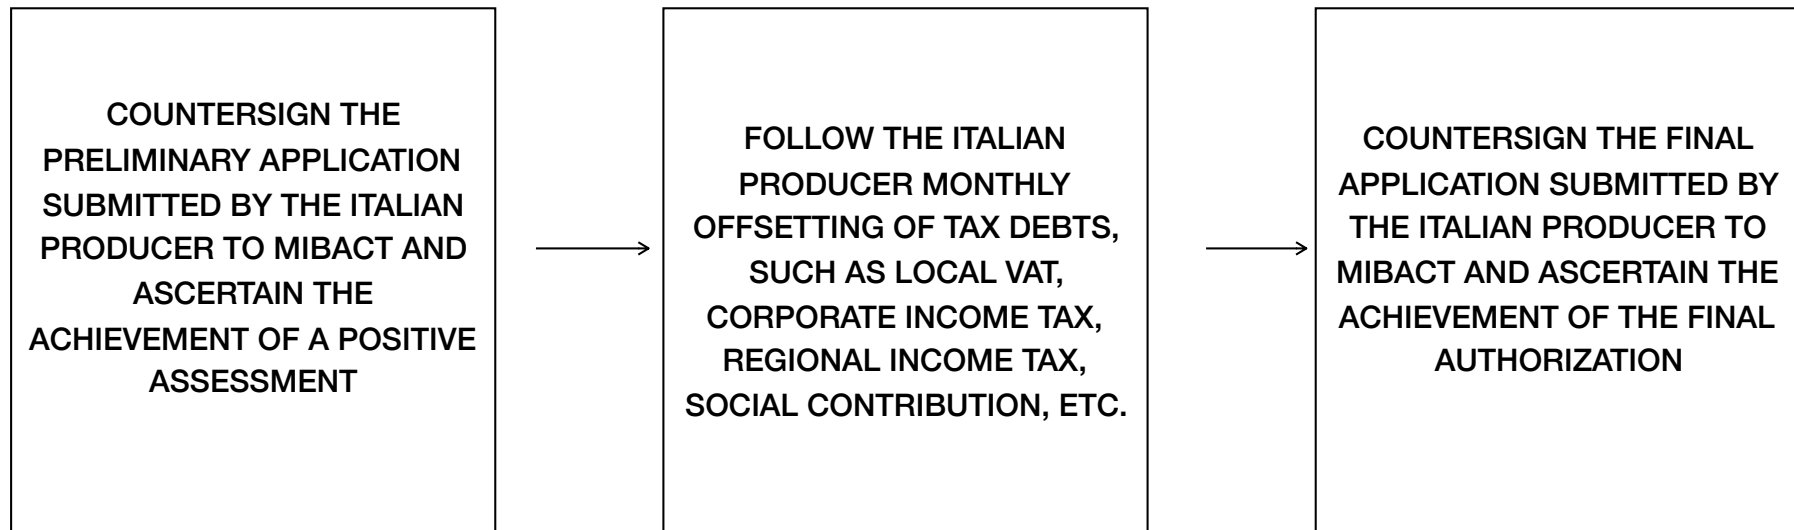 COUNTERSIGN THE
PRELIMINARY APPLICATION
SUBMITTED BY THE ITALIAN
PRODUCER TO MIBACT AND
ASCERTAIN THE
ACHIEVEMENT OF A POSITIVE
ASSESSMENT
FOLLOW THE ITALIAN
PRODUCER MONTHLY
OFFSETTING OF TAX DEBTS,
SUCH AS LOCAL VAT,
CORPORATE INCOME TAX,
REGIONAL INCOME TAX,
SOCIAL CONTRIBUTION, ETC.
COUNTERSIGN THE FINAL
APPLICATION SUBMITTED BY
THE ITALIAN PRODUCER TO
MIBACT AND ASCERTAIN THE
ACHIEVEMENT OF THE FINAL
AUTHORIZATION